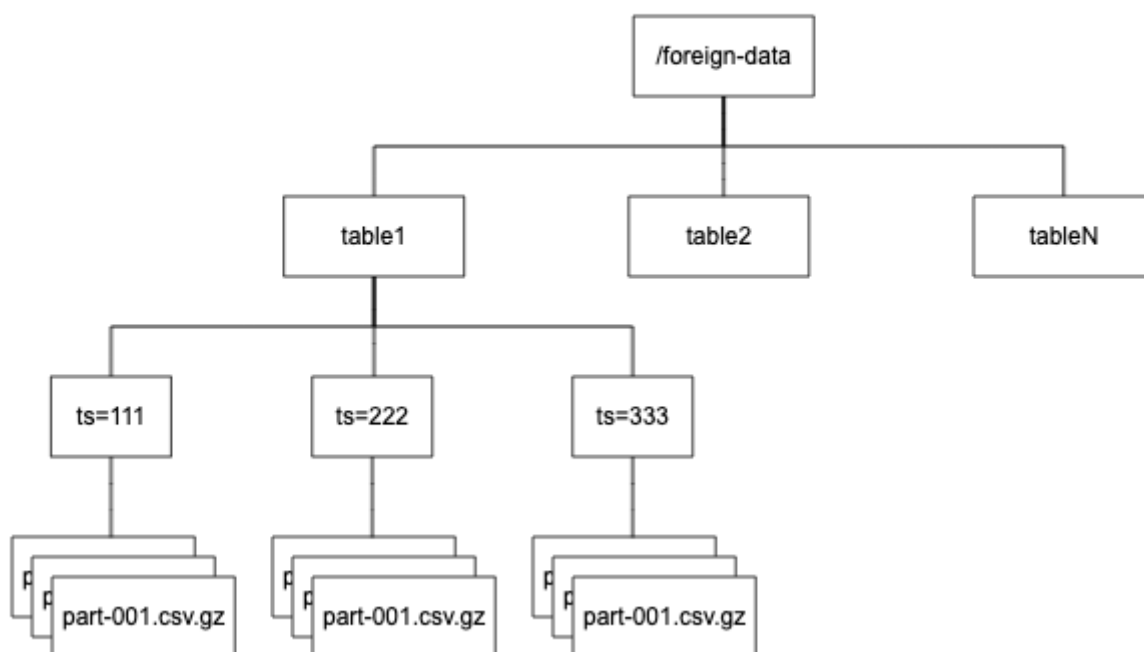 /foreign-data
table1
table2
tableN
ts=111
ts=222
ts=333
p
p
part-001.csv.gz
p
p
part-001.csv.gz
p
p
part-001.csv.gz